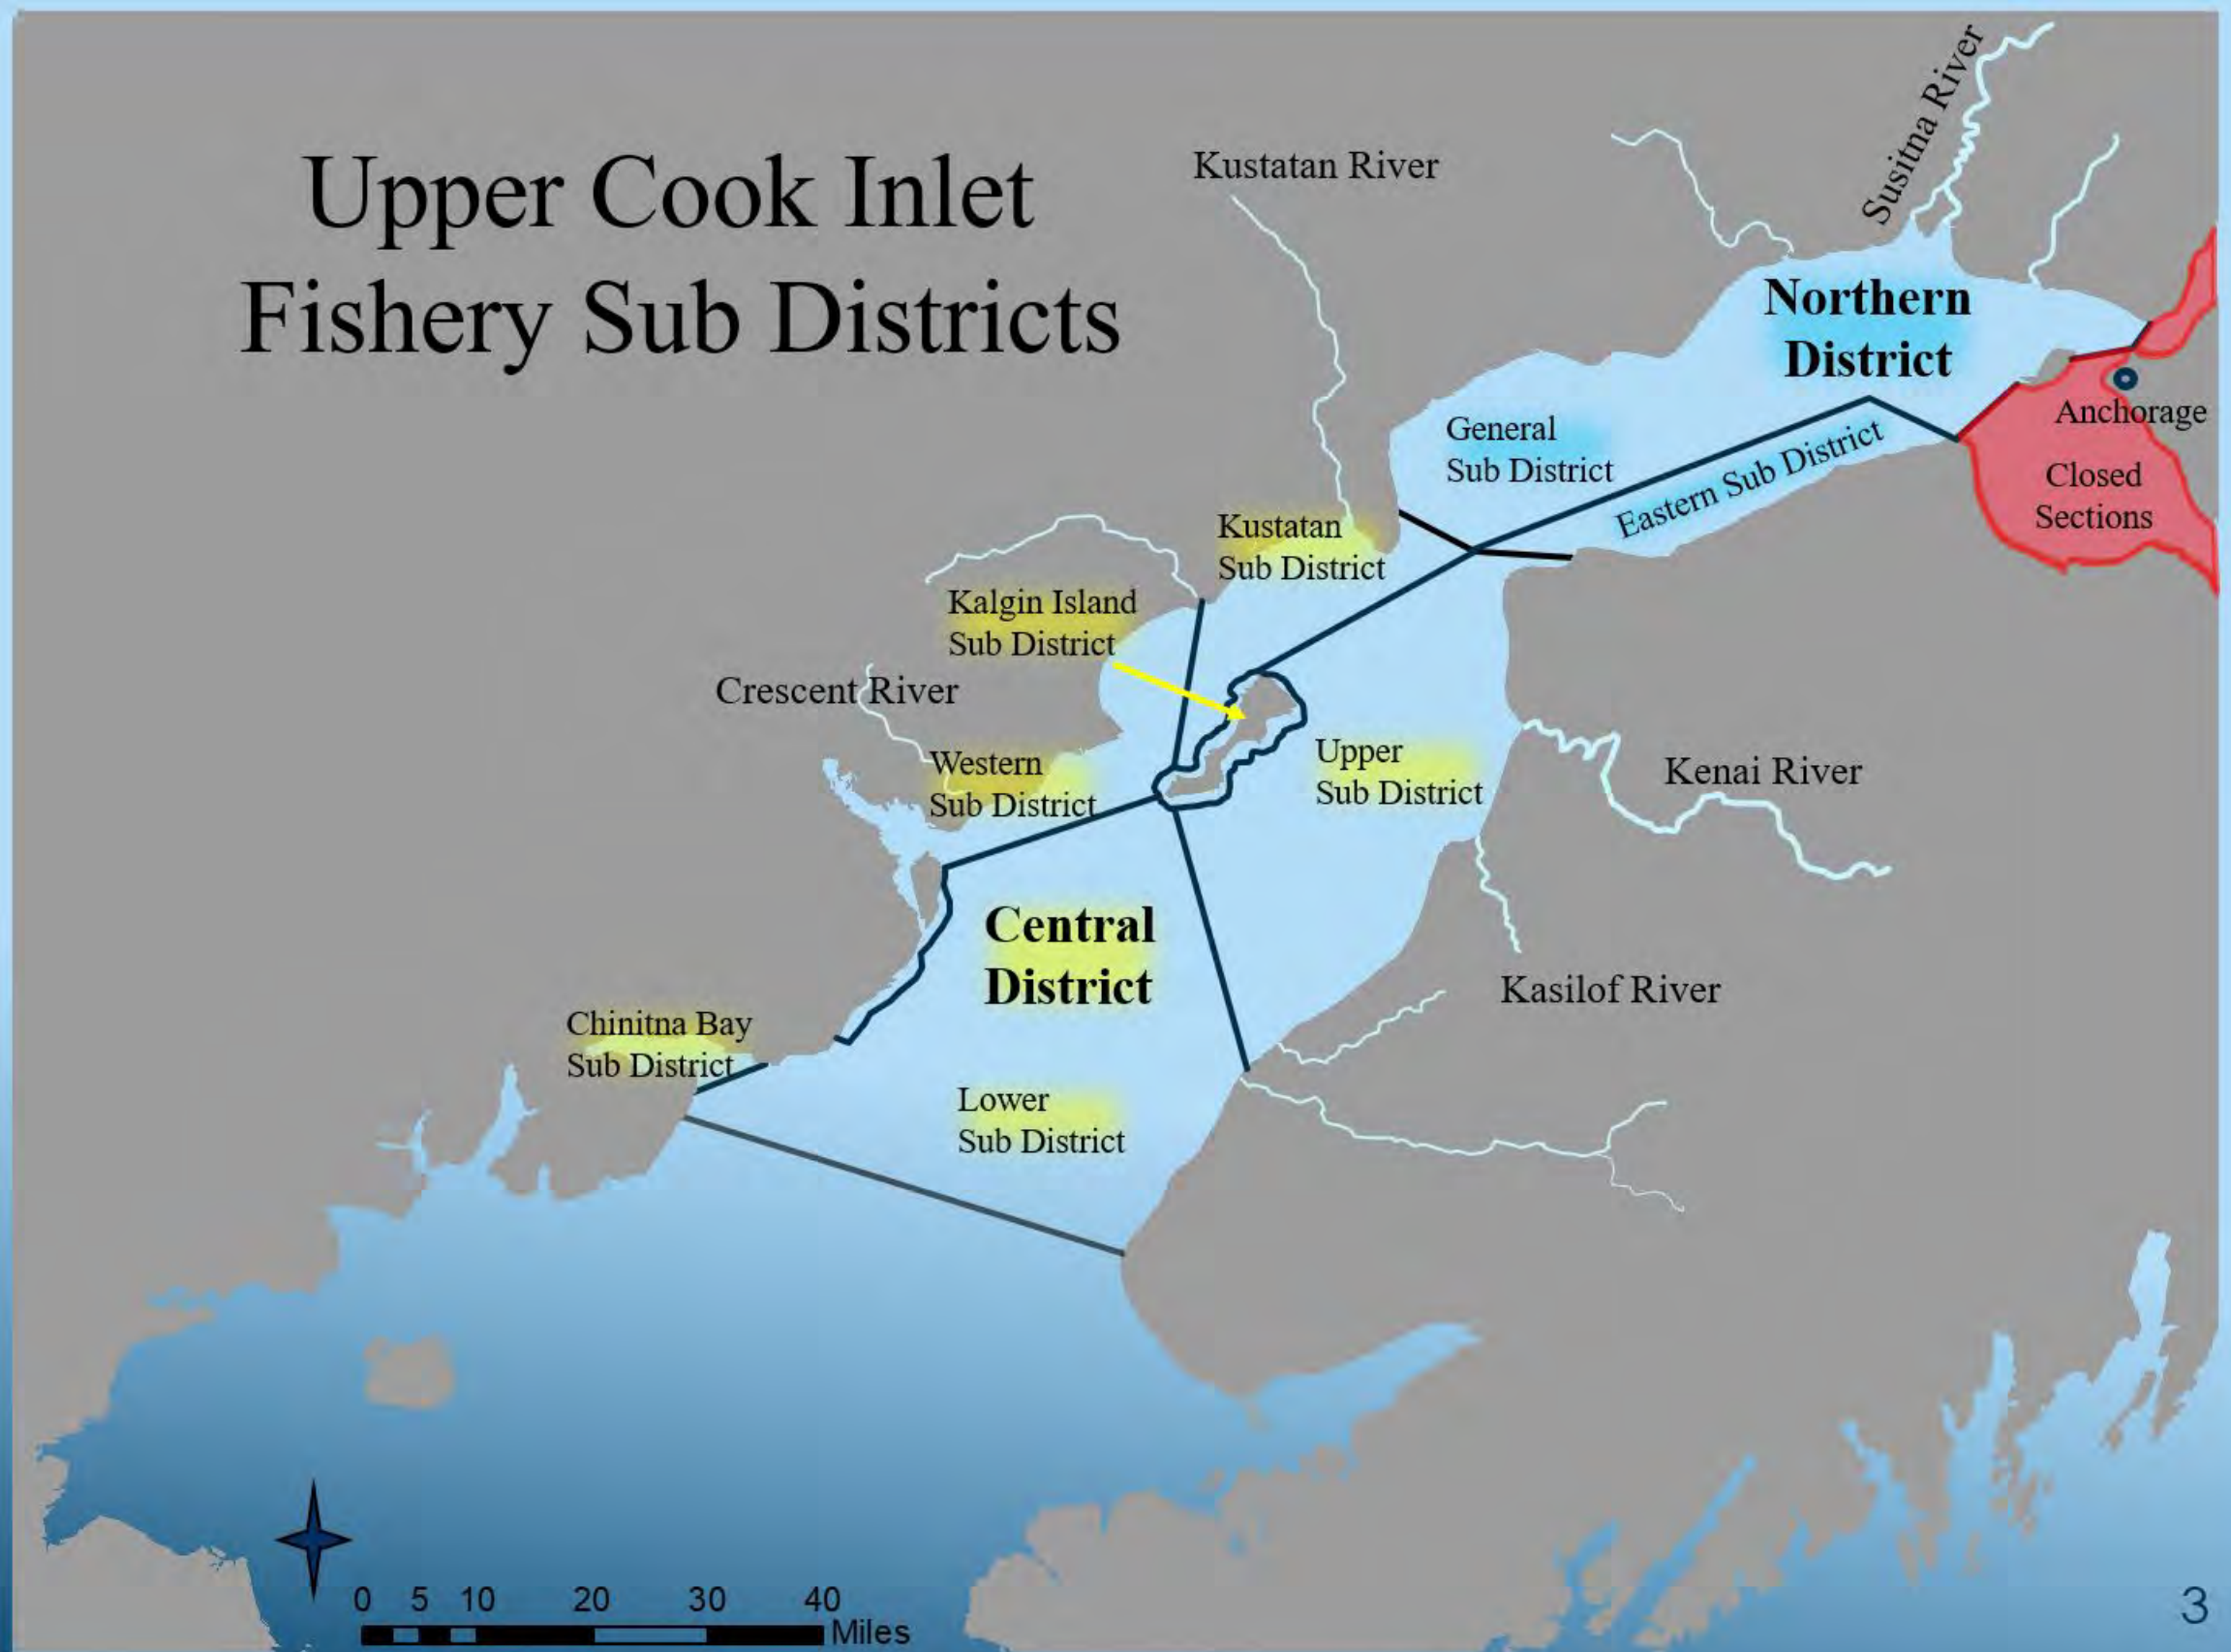 Upper Cook Inlet
Fishery Sub Districts
Kustatan River
Susitna River
Northern
District
General
Sub District
Eastern Sub District
Anchorage
Closed
Sections
Kustatan
Sub District
Kalgin Island
Sub District
Crescent River
Western
Sub District
Upper
Sub District
Kenai River
Central
District
Kasilof River
Chinitna Bay
Sub District
Lower
Sub District
0 5 10 20 30 40
Miles
3